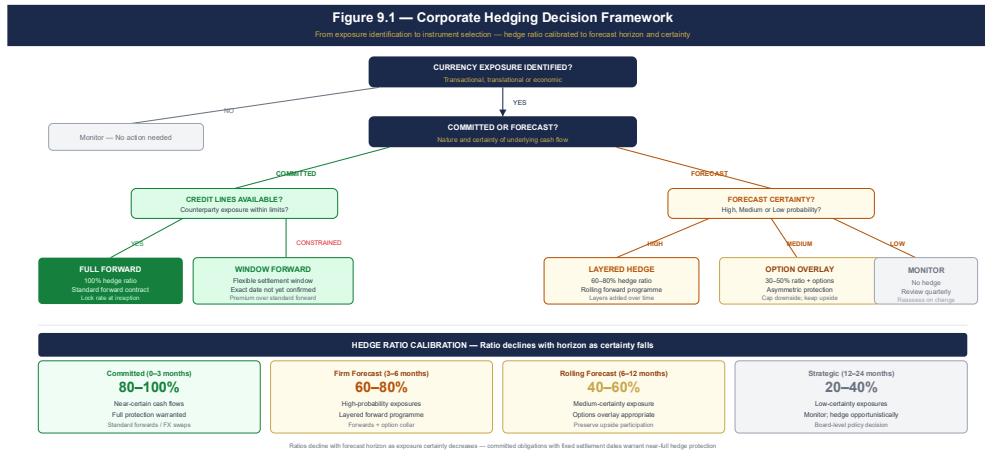 Figure 9.1 — Corporate Hedging Decision Framework
From exposure identification to instrument selection — hedge ratio calibrated to forecast horizon and certainty
CURRENCY EXPOSURE IDENTIFIED?
Transactional, translational or economic
NO
YES
Monitor — No action needed
COMMITTED OR FORECAST?
Nature and certainty of underlying cash flow
COMMITTED
FORECAST
CREDIT LINES AVAILABLE?
Counterparty exposure within limits?
FORECAST CERTAINTY?
High, Medium or Low probability?
YES
CONSTRAINED
HIGH
MEDIUM
LOW
FULL FORWARD
100% hedge ratio
Standard forward contract
Lock rate at inception
WINDOW FORWARD
Flexible settlement window
Exact date not yet confirmed
Premium over standard forward
LAYERED HEDGE
60–80% hedge ratio
Rolling forward programme
Layers added over time
OPTION OVERLAY
30–50% ratio + options
Asymmetric protection
Cap downside; keep upside
MONITOR
No hedge
Review quarterly
Reassess on change
HEDGE RATIO CALIBRATION — Ratio declines with horizon as certainty falls
Committed (0–3 months)
80–100%
Near-certain cash flows
Full protection warranted
Standard forwards / FX swaps
Firm Forecast (3–6 months)
60–80%
High-probability exposures
Layered forward programme
Forwards + option collar
Rolling Forecast (6–12 months)
40–60%
Medium-certainty exposure
Options overlay appropriate
Preserve upside participation
Strategic (12–24 months)
20–40%
Low-certainty exposures
Monitor; hedge opportunistically
Board-level policy decision
Ratios decline with forecast horizon as exposure certainty decreases — committed obligations with fixed settlement dates warrant near-full hedge protection